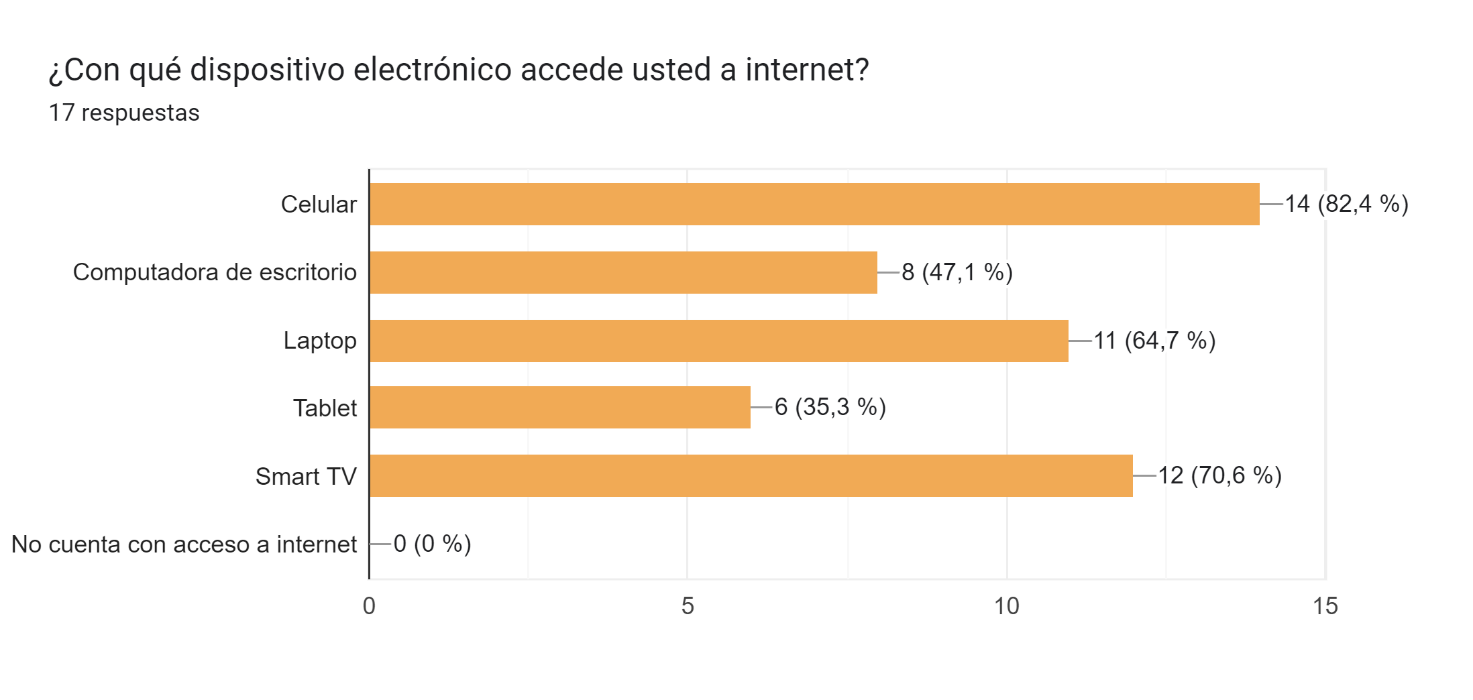 ¿Con qué dispositivo electrónico accede usted a internet?
17 respuestas
Celular 14 (82,4 %)
Computadora de escritorio 8 (47,1 %)
Laptop 11 (64,7 %)
Tablet 6 (35,3 %)
Smart TV 12 (70,6 %)
No cuenta con acceso a internet 0 (0 %)
0 5 10 15